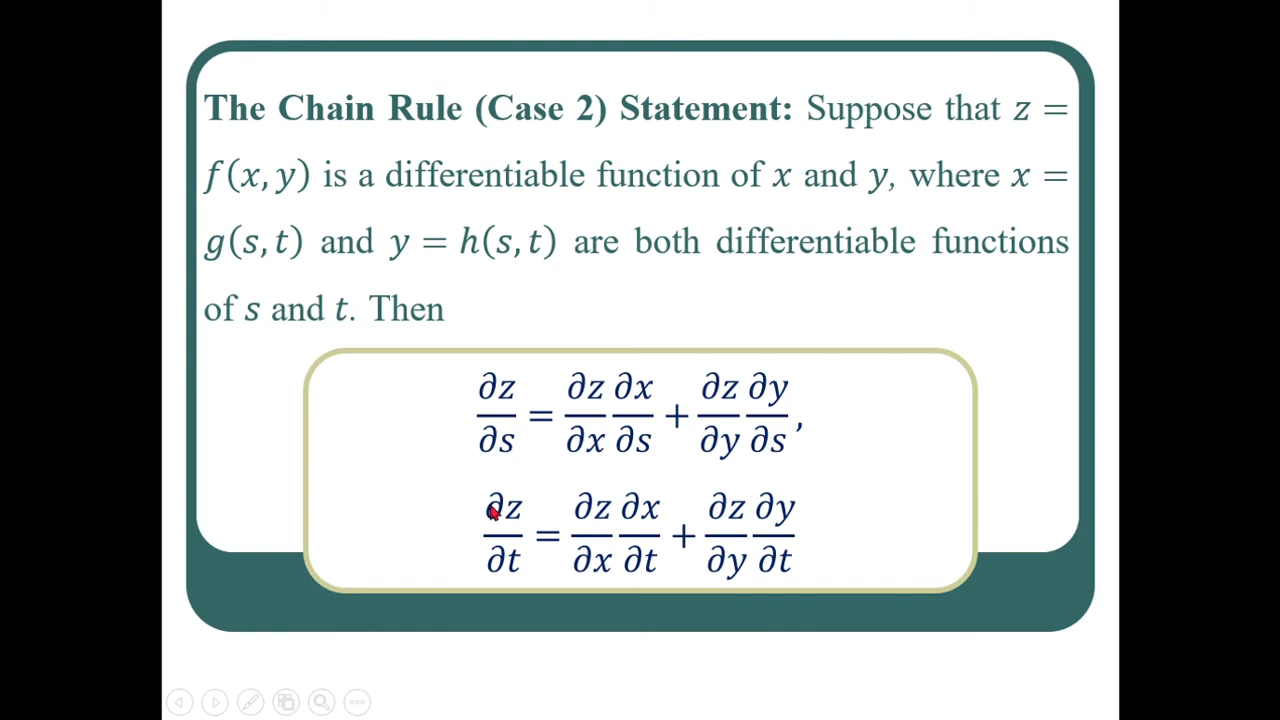 The Chain Rule (Case 2) Statement: Suppose that z =
f(x, y) is a differentiable function of x and y, where x =
g(s, t) and y = h(s, t) are both differentiable functions
of s and t. Then
∂z/∂s = ∂z/∂x ∂x/∂s + ∂z/∂y ∂y/∂s,
∂z/∂t = ∂z/∂x ∂x/∂t + ∂z/∂y ∂y/∂t